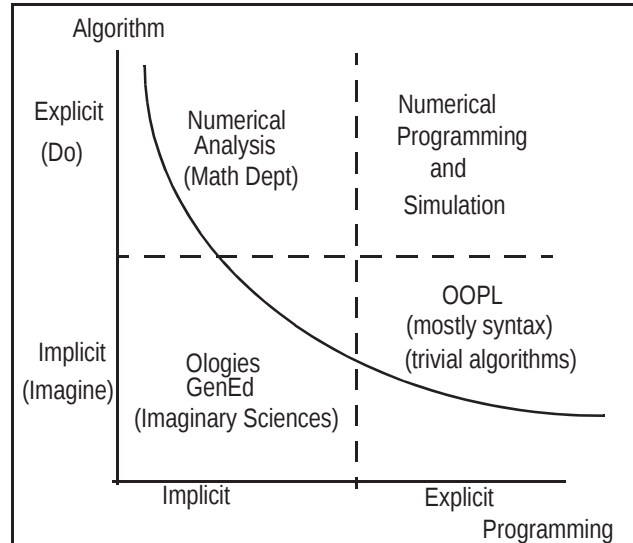 Algorithm
Explicit
(Do)
Numerical
Analysis
(Math Dept)
Numerical
Programming
and
Simulation
Implicit
(Imagine)
Ologies
GenEd
(Imaginary Sciences)
OOPL
(mostly syntax)
(trivial algorithms)
Implicit
Explicit
Programming